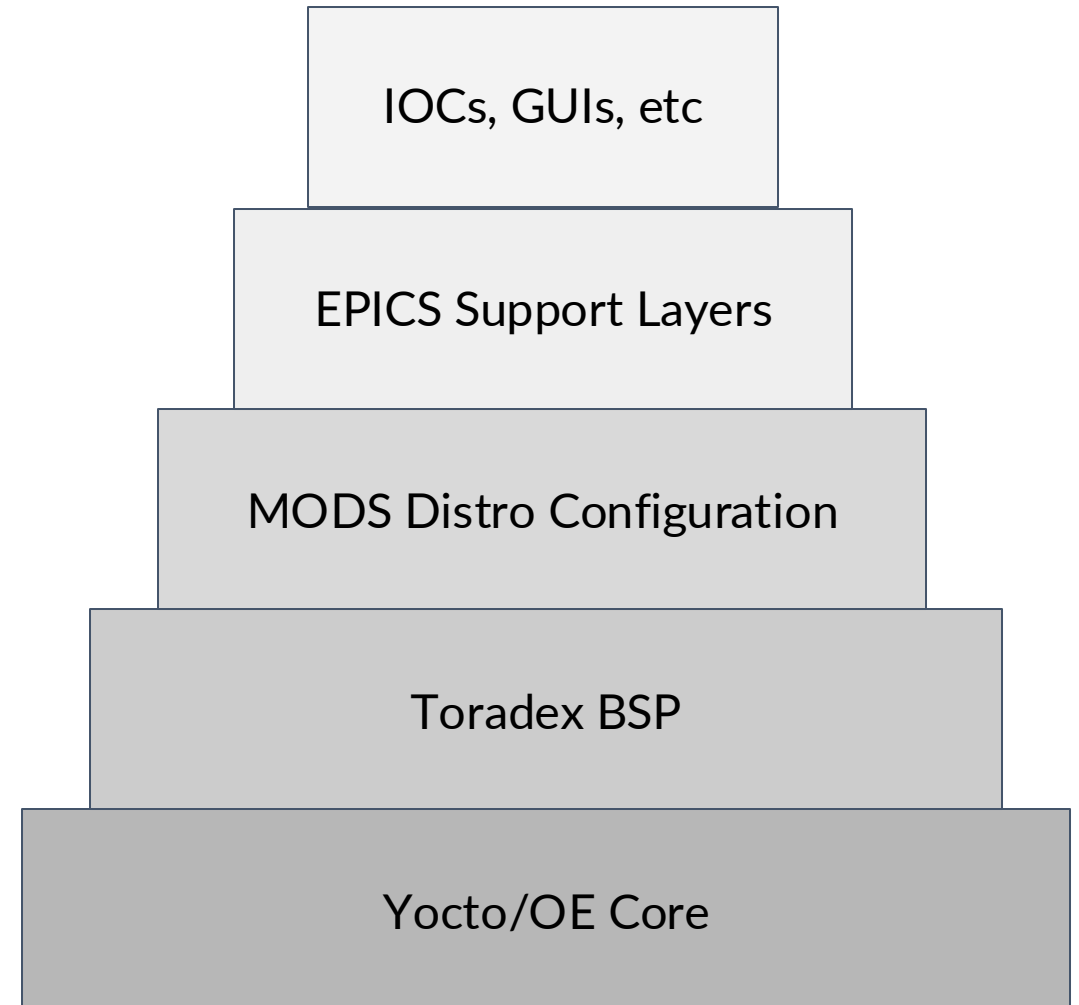 IOCs, GUIs, etc
EPICS Support Layers
MODS Distro Configuration
Toradex BSP
Yocto/OE Core